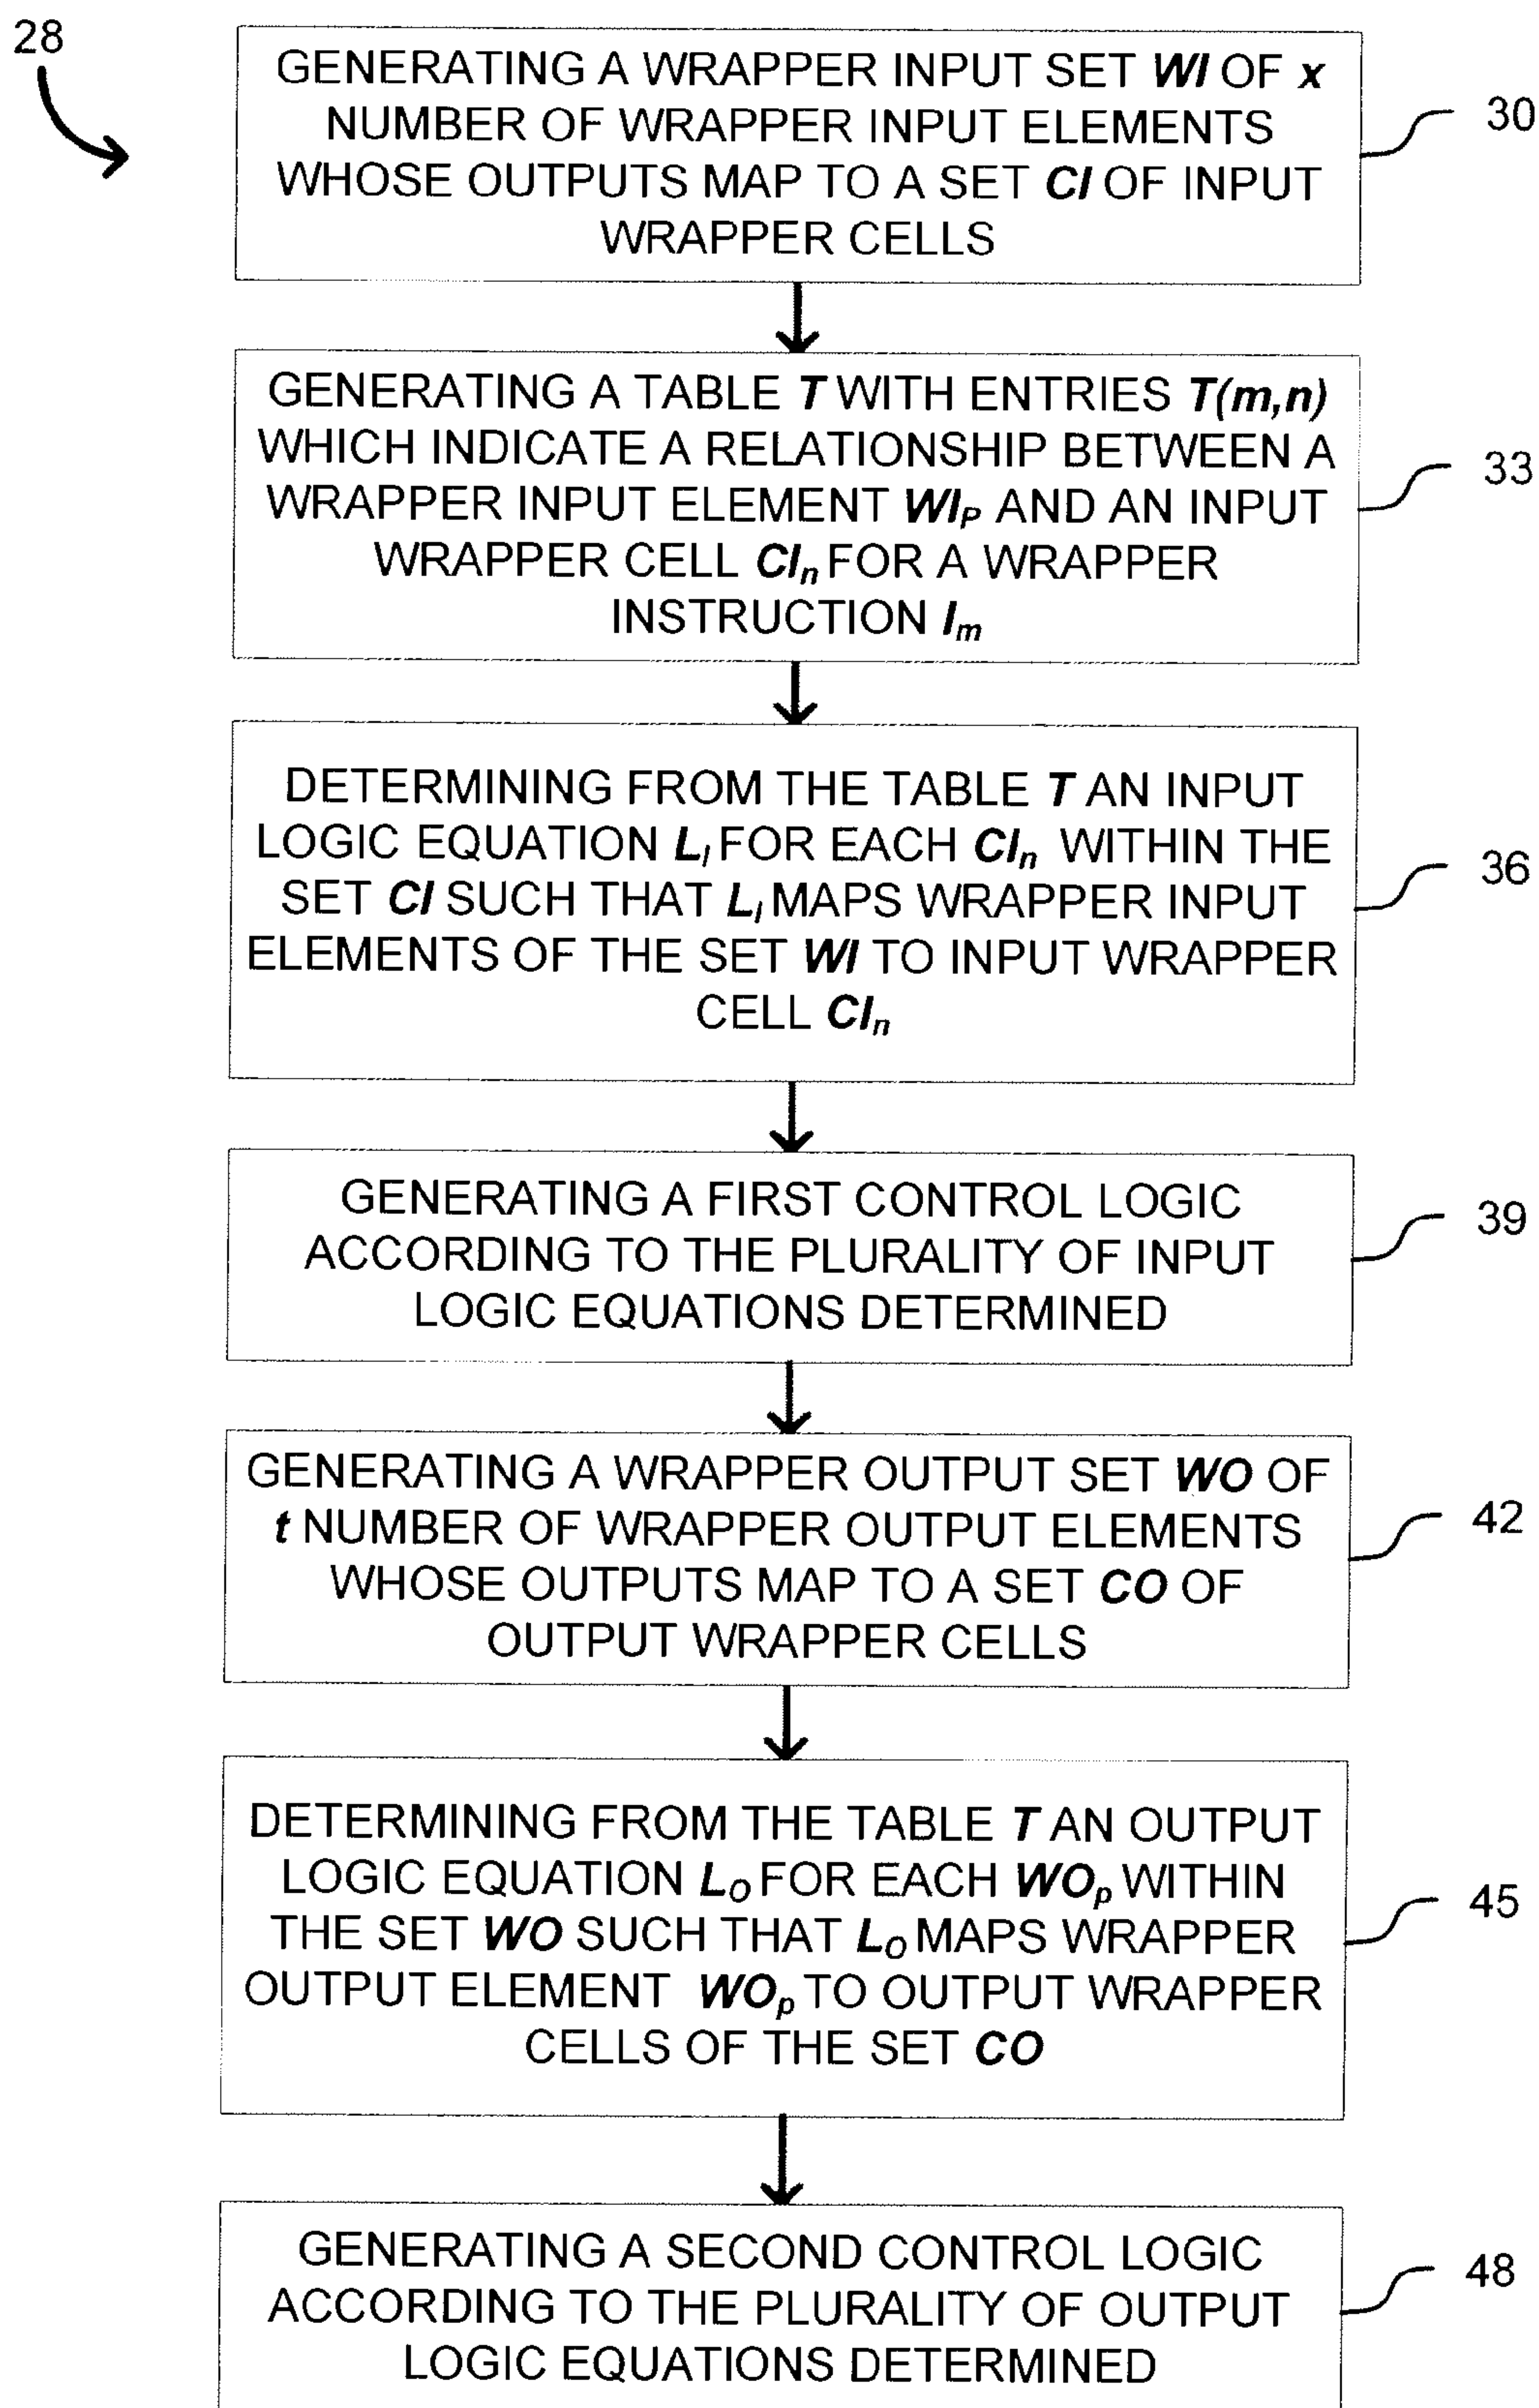 28
GENERATING A WRAPPER INPUT SET WI OF x
NUMBER OF WRAPPER INPUT ELEMENTS
WHOSE OUTPUTS MAP TO A SET CI OF INPUT
WRAPPER CELLS
30
GENERATING A TABLE T WITH ENTRIES T(m,n)
WHICH INDICATE A RELATIONSHIP BETWEEN A
WRAPPER INPUT ELEMENT WIP AND AN INPUT
WRAPPER CELL CIn FOR A WRAPPER
INSTRUCTION Im
33
DETERMINING FROM THE TABLE T AN INPUT
LOGIC EQUATION LI FOR EACH CIn WITHIN THE
SET CI SUCH THAT LI MAPS WRAPPER INPUT
ELEMENTS OF THE SET WI TO INPUT WRAPPER
CELL CIn
36
GENERATING A FIRST CONTROL LOGIC
ACCORDING TO THE PLURALITY OF INPUT
LOGIC EQUATIONS DETERMINED
39
GENERATING A WRAPPER OUTPUT SET WO OF
t NUMBER OF WRAPPER OUTPUT ELEMENTS
WHOSE OUTPUTS MAP TO A SET CO OF
OUTPUT WRAPPER CELLS
42
DETERMINING FROM THE TABLE T AN OUTPUT
LOGIC EQUATION LO FOR EACH WOp WITHIN
THE SET WO SUCH THAT LO MAPS WRAPPER
OUTPUT ELEMENT WOp TO OUTPUT WRAPPER
CELLS OF THE SET CO
45
GENERATING A SECOND CONTROL LOGIC
ACCORDING TO THE PLURALITY OF OUTPUT
LOGIC EQUATIONS DETERMINED
48